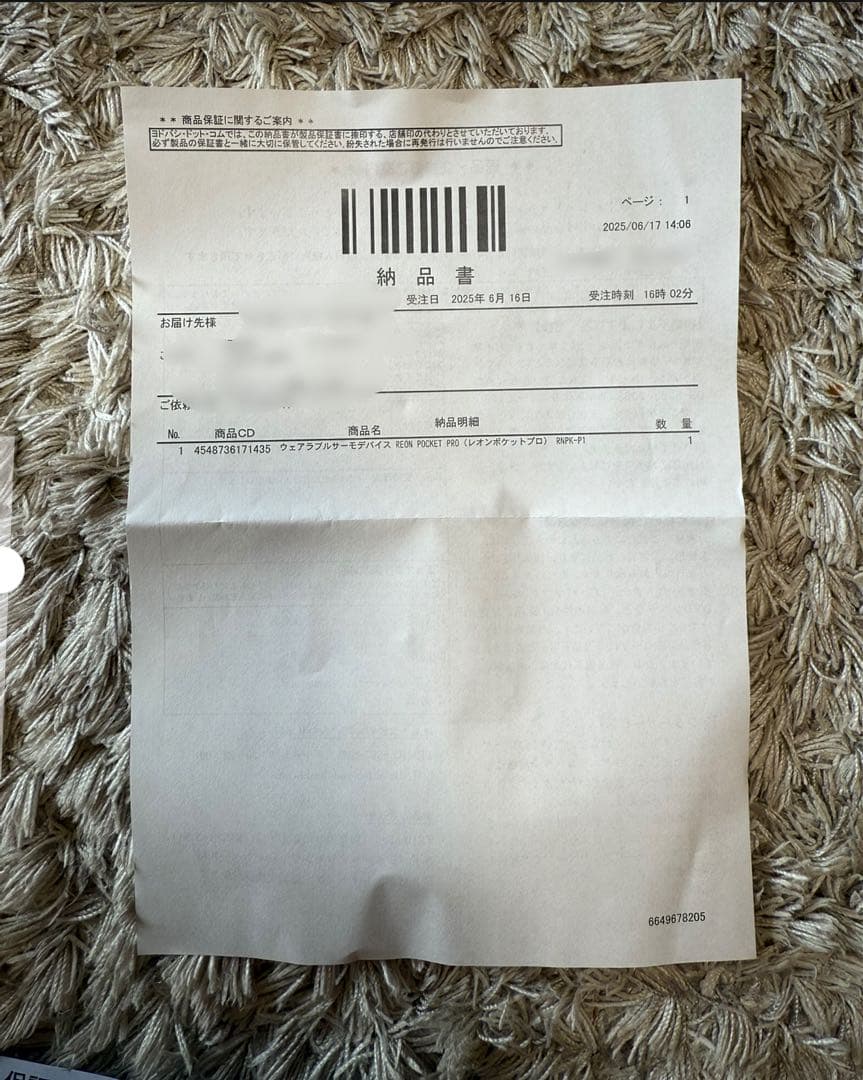 ＊＊ 商品保証に関するご案内 ＊＊
ヨドバシ・ドット・コムでは、この納品書が製品保証書に捺印する、店舗印の代わりとさせていただいております。
必ず製品の保証書と一緒に大切に保管してください。紛失された場合に再発行は行いませんのでご注意ください。
ページ： 1
2025/06/17 14:06
納品書
受注日 2025年 6月 16日 受注時刻 16時 02分
お届け先様
ご依
納品明細
No. 商品CD 商品名 数量
1 4548736171435 ウェアラブルサーモデバイス REON POCKET PRO（レオンポケットプロ） RNPK-P1 1
6649678205